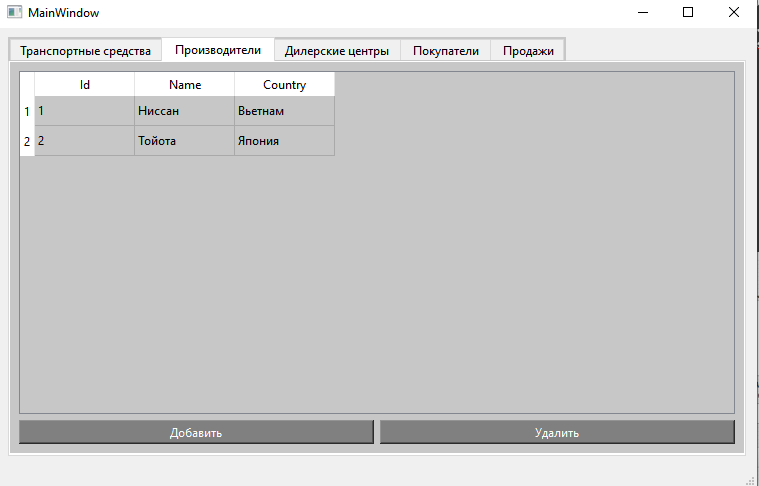 MainWindow
Транспортные средства Производители Дилерские центры Покупатели Продажи
Id Name Country
1 1 Ниссан Вьетнам
2 2 Тойота Япония
Добавить Удалить